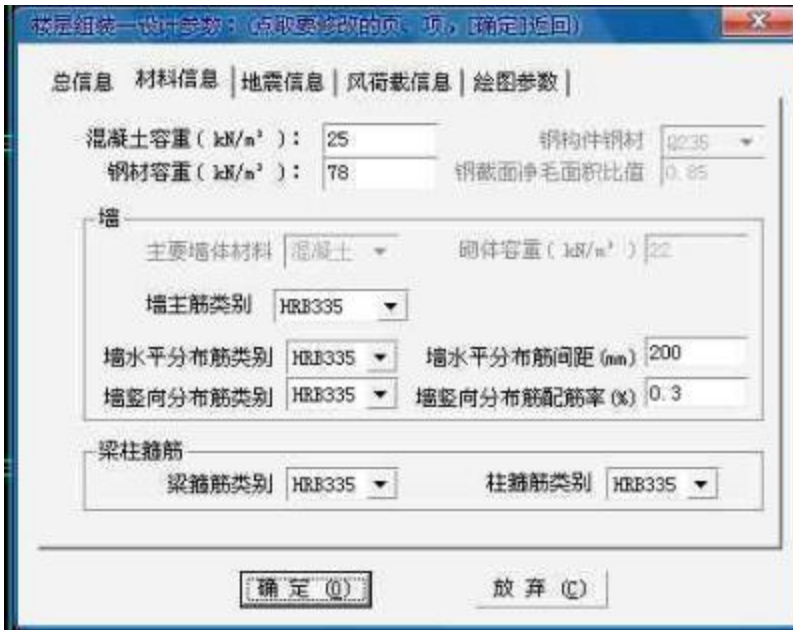 楼层组装—设计参数：(点取要修改的页、项，[确定]返回)
总信息 材料信息 地震信息 风荷载信息 绘图参数
混凝土容重(kN/m³)： 25 钢构件钢材 Q235
钢材容重(kN/m³)： 78 钢截面净毛面积比值 0.85
墙
主要墙体材料 混凝土 砌体容重(kN/m³) 22
墙主筋类别 HRB335
墙水平分布筋类别 HRB335 墙水平分布筋间距(mm) 200
墙竖向分布筋类别 HRB335 墙竖向分布筋配筋率(%) 0.3
梁柱箍筋
梁箍筋类别 HRB335 柱箍筋类别 HRB335
确 定 (O) 放 弃 (C)